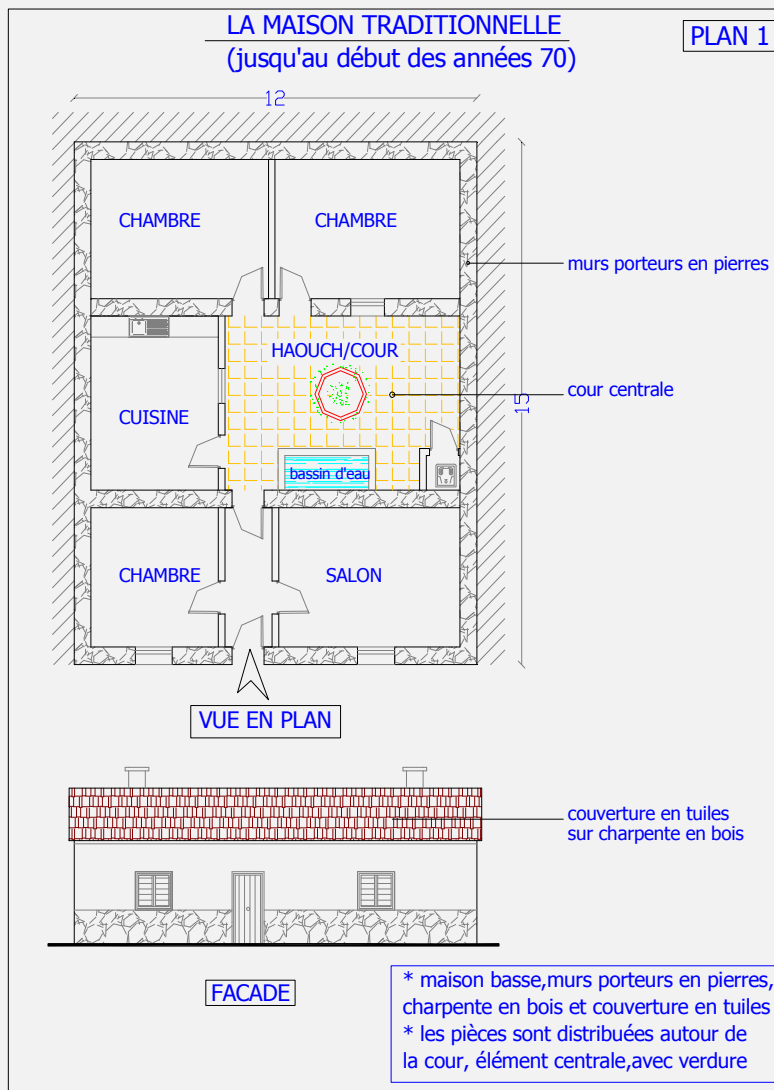 LA MAISON TRADITIONNELLE
(jusqu'au début des années 70)
PLAN 1
12
CHAMBRE
CHAMBRE
murs porteurs en pierres
HAOUCH/COUR
cour centrale
15
CUISINE
bassin d'eau
CHAMBRE
SALON
VUE EN PLAN
couverture en tuiles
sur charpente en bois
FACADE
* maison basse,murs porteurs en pierres,
charpente en bois et couverture en tuiles
* les pièces sont distribuées autour de
la cour, élément centrale,avec verdure